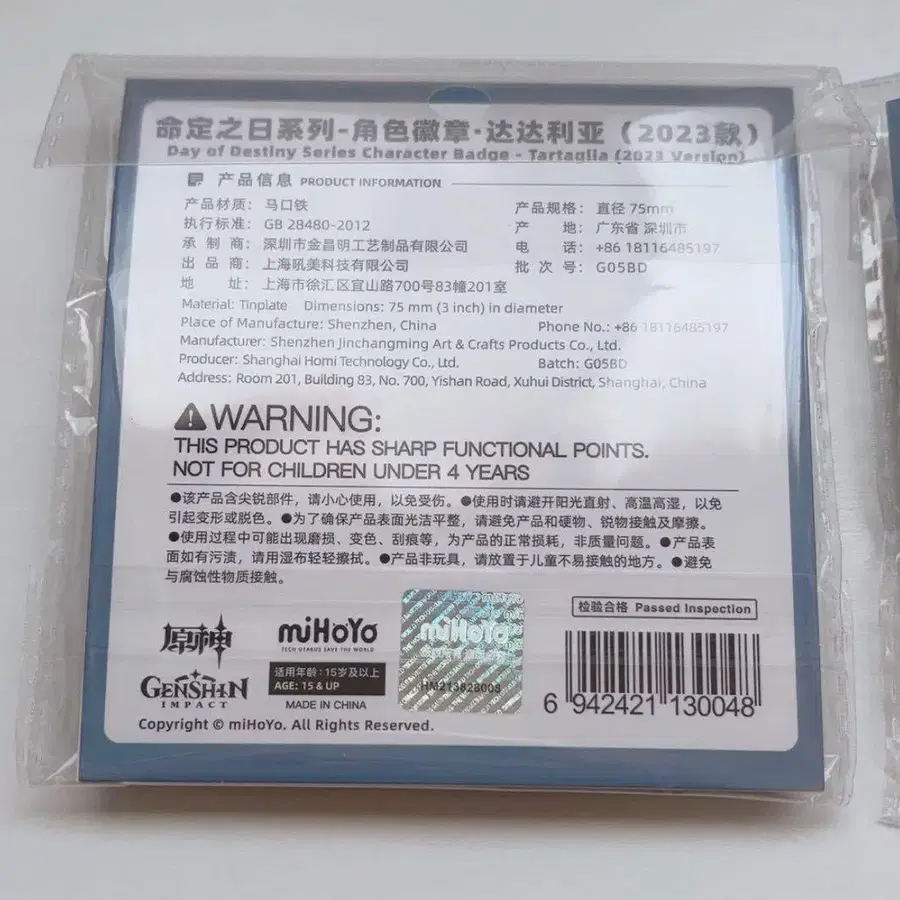 命定之日系列-角色徽章·达达利亚（2023款）
Day of Destiny Series Character Badge - Tartaglia (2023 Version)
产品信息 PRODUCT INFORMATION
产品材质： 马口铁 产品规格： 直径 75mm
执行标准： GB 28480-2012 产 地： 广东省 深圳市
承 制 商： 深圳市金昌明工艺制品有限公司 电 话： +86 18116485197
出 品 商： 上海吼美科技有限公司 批 次 号： G05BD
地 址： 上海市徐汇区宜山路700号83幢201室
Material: Tinplate Dimensions: 75 mm (3 inch) in diameter
Place of Manufacture: Shenzhen, China Phone No.: +86 18116485197
Manufacturer: Shenzhen Jinchangming Art & Crafts Products Co., Ltd.
Producer: Shanghai Homi Technology Co., Ltd. Batch: G05BD
Address: Room 201, Building 83, No. 700, Yishan Road, Xuhui District, Shanghai, China
WARNING:
THIS PRODUCT HAS SHARP FUNCTIONAL POINTS.
NOT FOR CHILDREN UNDER 4 YEARS
●该产品含尖锐部件，请小心使用，以免受伤。●使用时请避开阳光直射、高温高湿，以免
引起变形或脱色。●为了确保产品表面光洁平整，请避免产品和硬物、锐物接触及摩擦。
●使用过程中可能出现磨损、变色、刮痕等，为产品的正常损耗，非质量问题。●产品表
面如有污渍，请用湿布轻轻擦拭。●产品非玩具，请放置于儿童不易接触的地方。●避免
与腐蚀性物质接触。
检验合格 Passed Inspection
原神
GENSHIN
IMPACT
miHoYo
TECH OTAKUS SAVE THE WORLD
适用年龄：15岁及以上
AGE: 15 & UP
MADE IN CHINA
miHoYo
HM213828008
6 942421 130048
Copyright © miHoYo. All Rights Reserved.